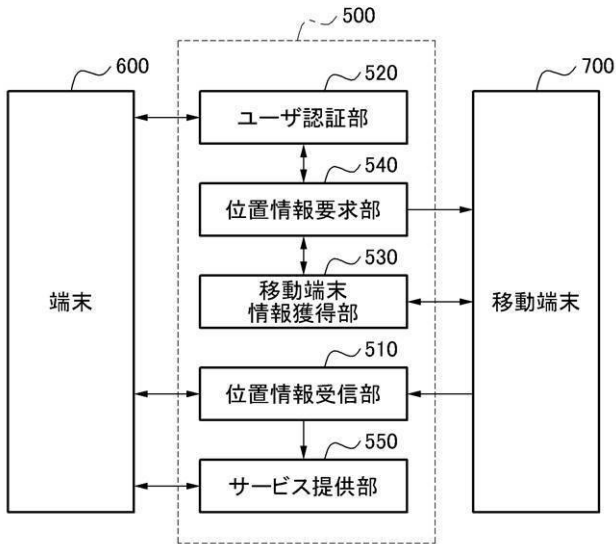 500
600
520
700
ユーザ認証部
540
位置情報要求部
530
端末
移動端末
情報獲得部
移動端末
510
位置情報受信部
550
サービス提供部